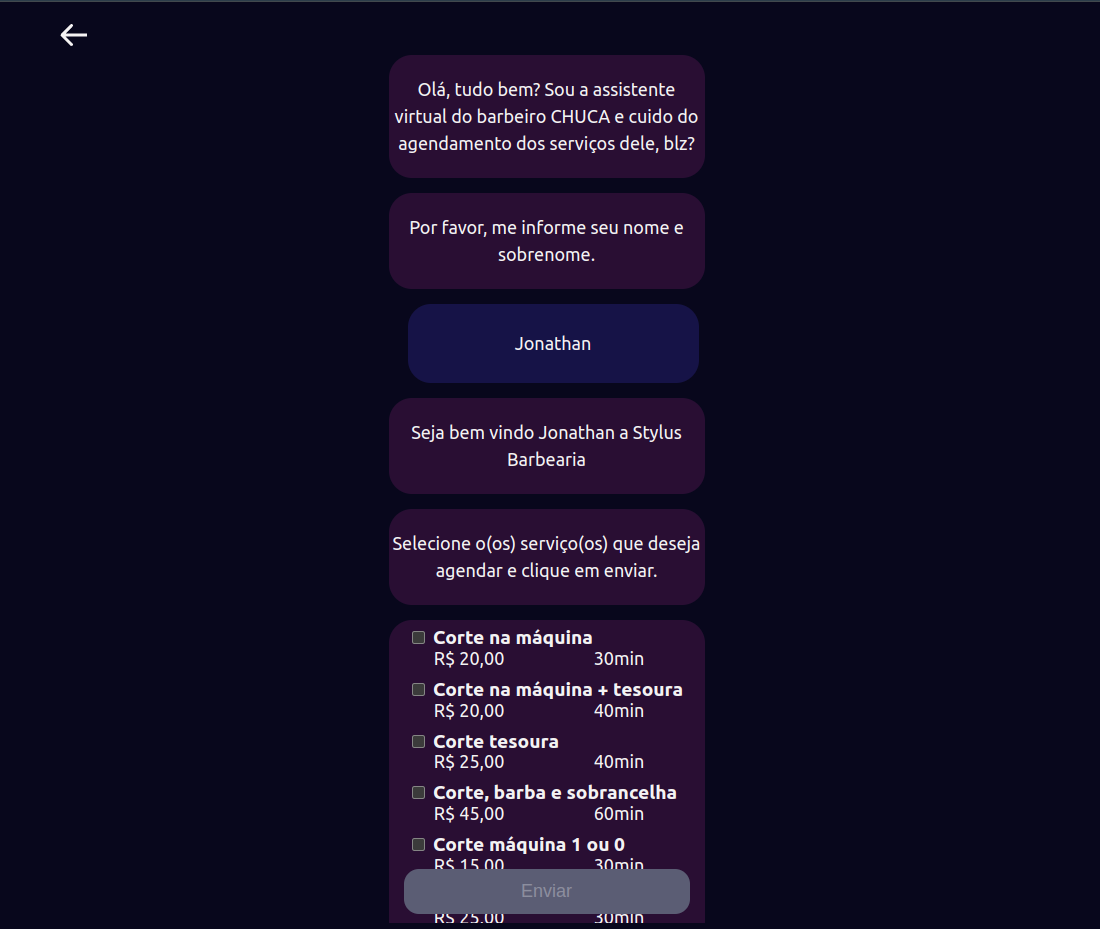 Olá, tudo bem? Sou a assistente
virtual do barbeiro CHUCA e cuido do
agendamento dos serviços dele, blz?
Por favor, me informe seu nome e
sobrenome.
Jonathan
Seja bem vindo Jonathan a Stylus
Barbearia
Selecione o(os) serviço(os) que deseja
agendar e clique em enviar.
Corte na máquina
R$ 20,00 30min
Corte na máquina + tesoura
R$ 20,00 40min
Corte tesoura
R$ 25,00 40min
Corte, barba e sobrancelha
R$ 45,00 60min
Corte máquina 1 ou 0
R$ 15,00 30min
Enviar
R$ 25,00 30min